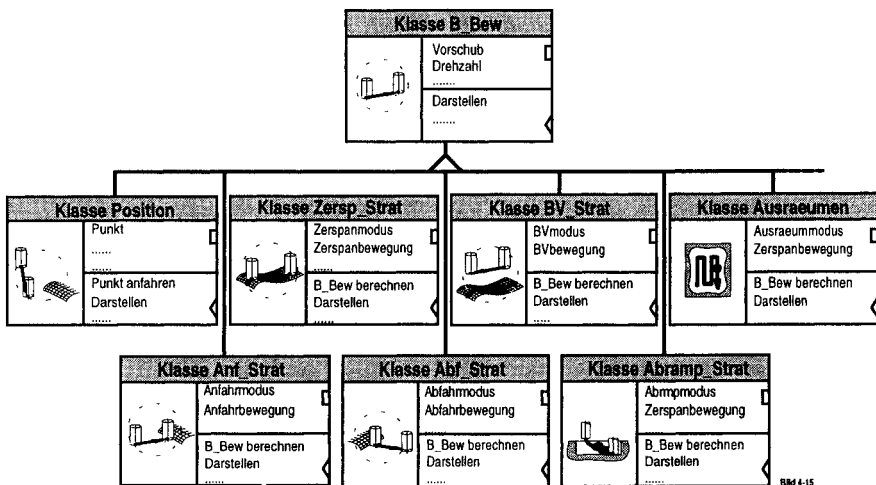 Klasse B_Bew
Vorschub
Drehzahl
.......
Darstellen
.......
Klasse Position
Punkt
......
......
Punkt anfahren
Darstellen
......
Klasse Zersp_Strat
Zerspanmodus
Zerspanbewegung
......
B_Bew berechnen
Darstellen
......
Klasse BV_Strat
BVmodus
BVbewegung
......
B_Bew berechnen
Darstellen
.....
Klasse Ausraeumen
Ausraeummodus
Zerspanbewegung
......
B_Bew berechnen
Darstellen
......
Klasse Anf_Strat
Anfahrmodus
Anfahrbewegung
......
B_Bew berechnen
Darstellen
......
Klasse Abf_Strat
Abfahrmodus
Abfahrbewegung
......
B_Bew berechnen
Darstellen
......
Klasse Abramp_Strat
Abrmpmodus
Zerspanbewegung
......
B_Bew berechnen
Darstellen
......
Bild 4-15